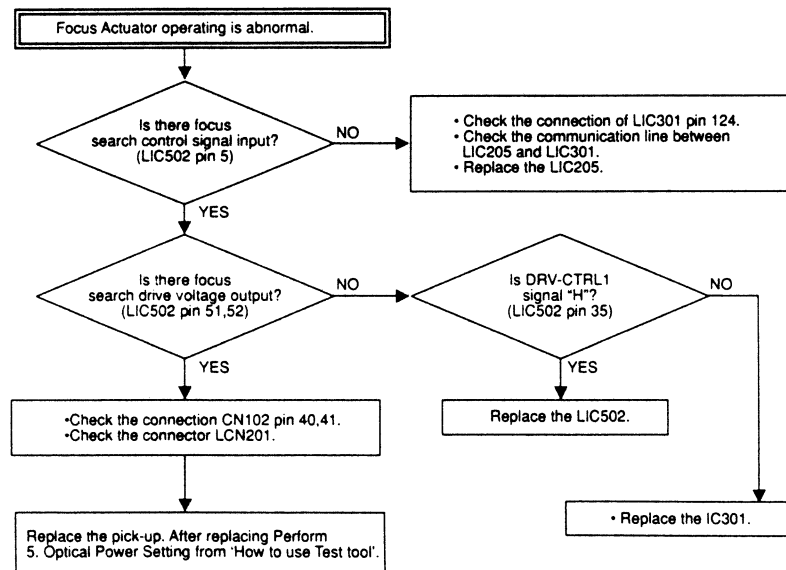 Focus Actuator operating is abnormal.
Is there focus
search control signal input?
(LIC502 pin 5)
NO
• Check the connection of LIC301 pin 124.
• Check the communication line between
LIC205 and LIC301.
• Replace the LIC205.
YES
Is there focus
search drive voltage output?
(LIC502 pin 51,52)
NO
Is DRV-CTRL1
signal “H”?
(LIC502 pin 35)
NO
YES
YES
•Check the connection CN102 pin 40,41.
•Check the connector LCN201.
Replace the LIC502.
Replace the pick-up. After replacing Perform
5. Optical Power Setting from ‘How to use Test tool’.
• Replace the IC301.